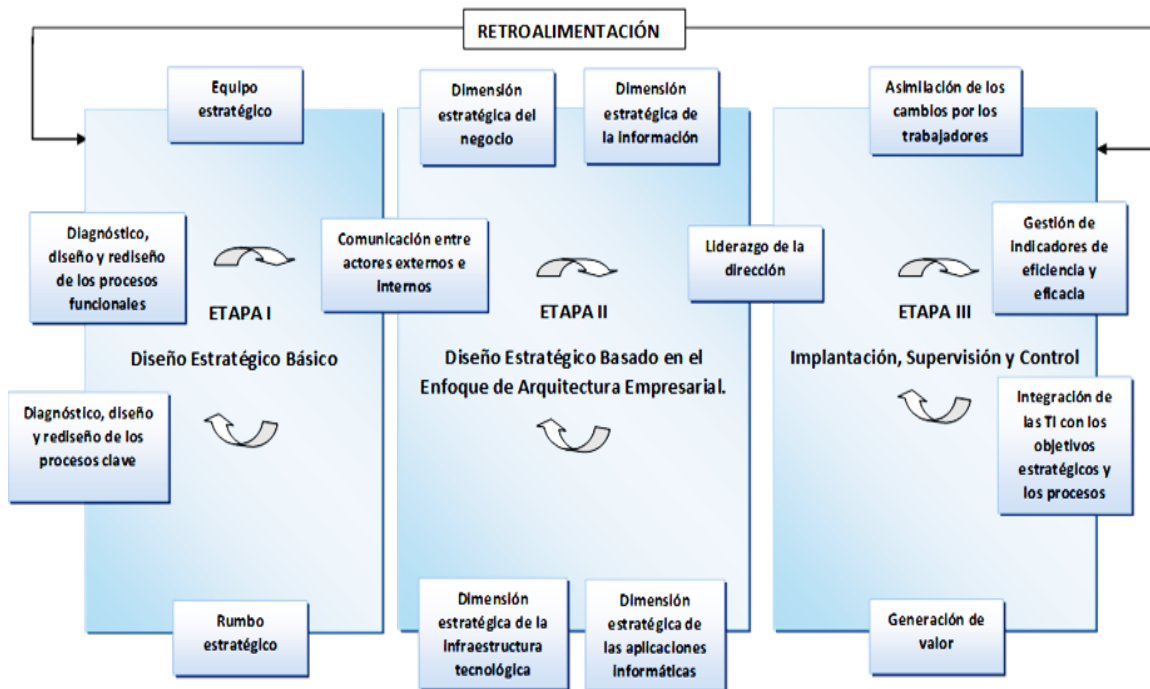 RETROALIMENTACIÓN
Equipo
estratégico
Diagnóstico,
diseño y rediseño
de los procesos
funcionales
ETAPA I
Diseño Estratégico Básico
Diagnóstico, diseño
y rediseño de los
procesos clave
Rumbo
estratégico
Comunicación entre
actores externos e
internos
Dimensión
estratégica del
negocio
Dimensión
estratégica de
la información
ETAPA II
Diseño Estratégico Basado en el
Enfoque de Arquitectura Empresarial.
Dimensión
estratégica de la
infraestructura
tecnológica
Dimensión
estratégica de
las aplicaciones
informáticas
Liderazgo de la
dirección
Asimilación de los
cambios por los
trabajadores
Gestión de
indicadores de
eficiencia y
eficacia
ETAPA III
Implantación, Supervisión y Control
Integración de
las TI con los
objetivos
estratégicos y
los procesos
Generación de
valor